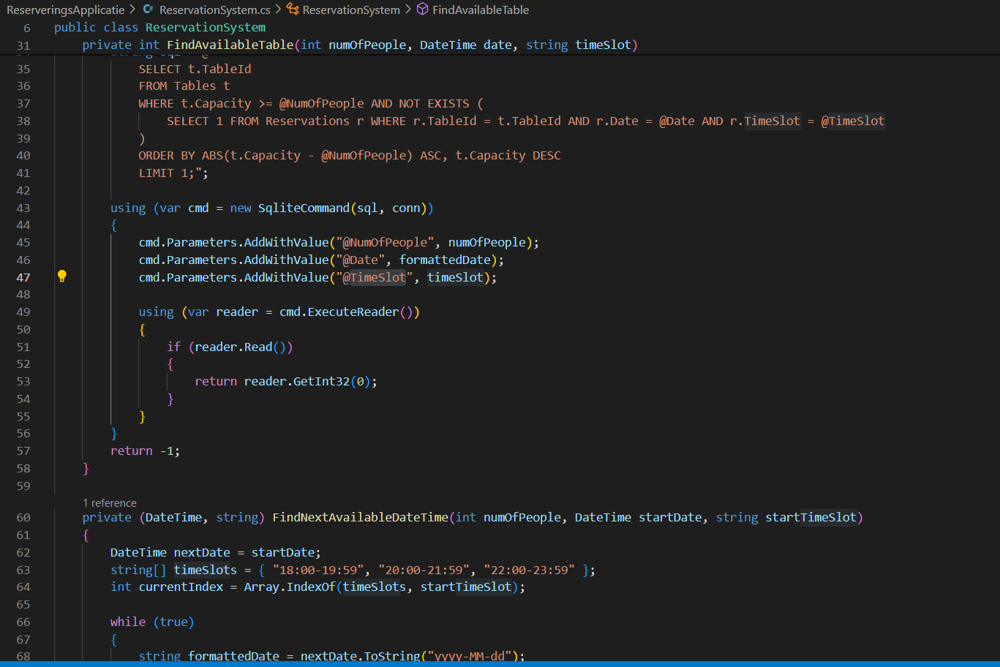 ReserveringsApplicatie > ReservationSystem.cs > ReservationSystem > FindAvailableTable
6 public class ReservationSystem
31 private int FindAvailableTable(int numOfPeople, DateTime date, string timeSlot)
35 SELECT t.TableId
36 FROM Tables t
37 WHERE t.Capacity >= @NumOfPeople AND NOT EXISTS (
38 SELECT 1 FROM Reservations r WHERE r.TableId = t.TableId AND r.Date = @Date AND r.TimeSlot = @TimeSlot
39 )
40 ORDER BY ABS(t.Capacity - @NumOfPeople) ASC, t.Capacity DESC
41 LIMIT 1;";
42
43 using (var cmd = new SqliteCommand(sql, conn))
44 {
45 cmd.Parameters.AddWithValue("@NumOfPeople", numOfPeople);
46 cmd.Parameters.AddWithValue("@Date", formattedDate);
47 cmd.Parameters.AddWithValue("@TimeSlot", timeSlot);
48
49 using (var reader = cmd.ExecuteReader())
50 {
51 if (reader.Read())
52 {
53 return reader.GetInt32(0);
54 }
55 }
56 }
57 return -1;
58 }
59
1 reference
60 private (DateTime, string) FindNextAvailableDateTime(int numOfPeople, DateTime startDate, string startTimeSlot)
61 {
62 DateTime nextDate = startDate;
63 string[] timeSlots = { "18:00-19:59", "20:00-21:59", "22:00-23:59" };
64 int currentIndex = Array.IndexOf(timeSlots, startTimeSlot);
65
66 while (true)
67 {
68 string formattedDate = nextDate.ToString("yyyy-MM-dd");